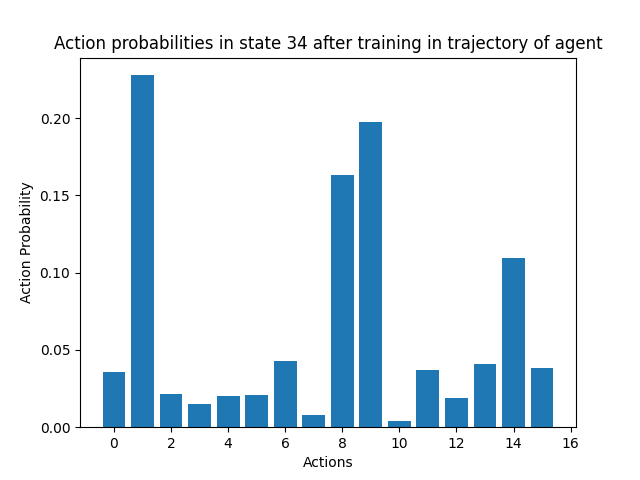 Action probabilities in state 34 after training in trajectory of agent
0.20
0.15
0.10
0.05
0.00
Action Probability
0 2 4 6 8 10 12 14 16
Actions